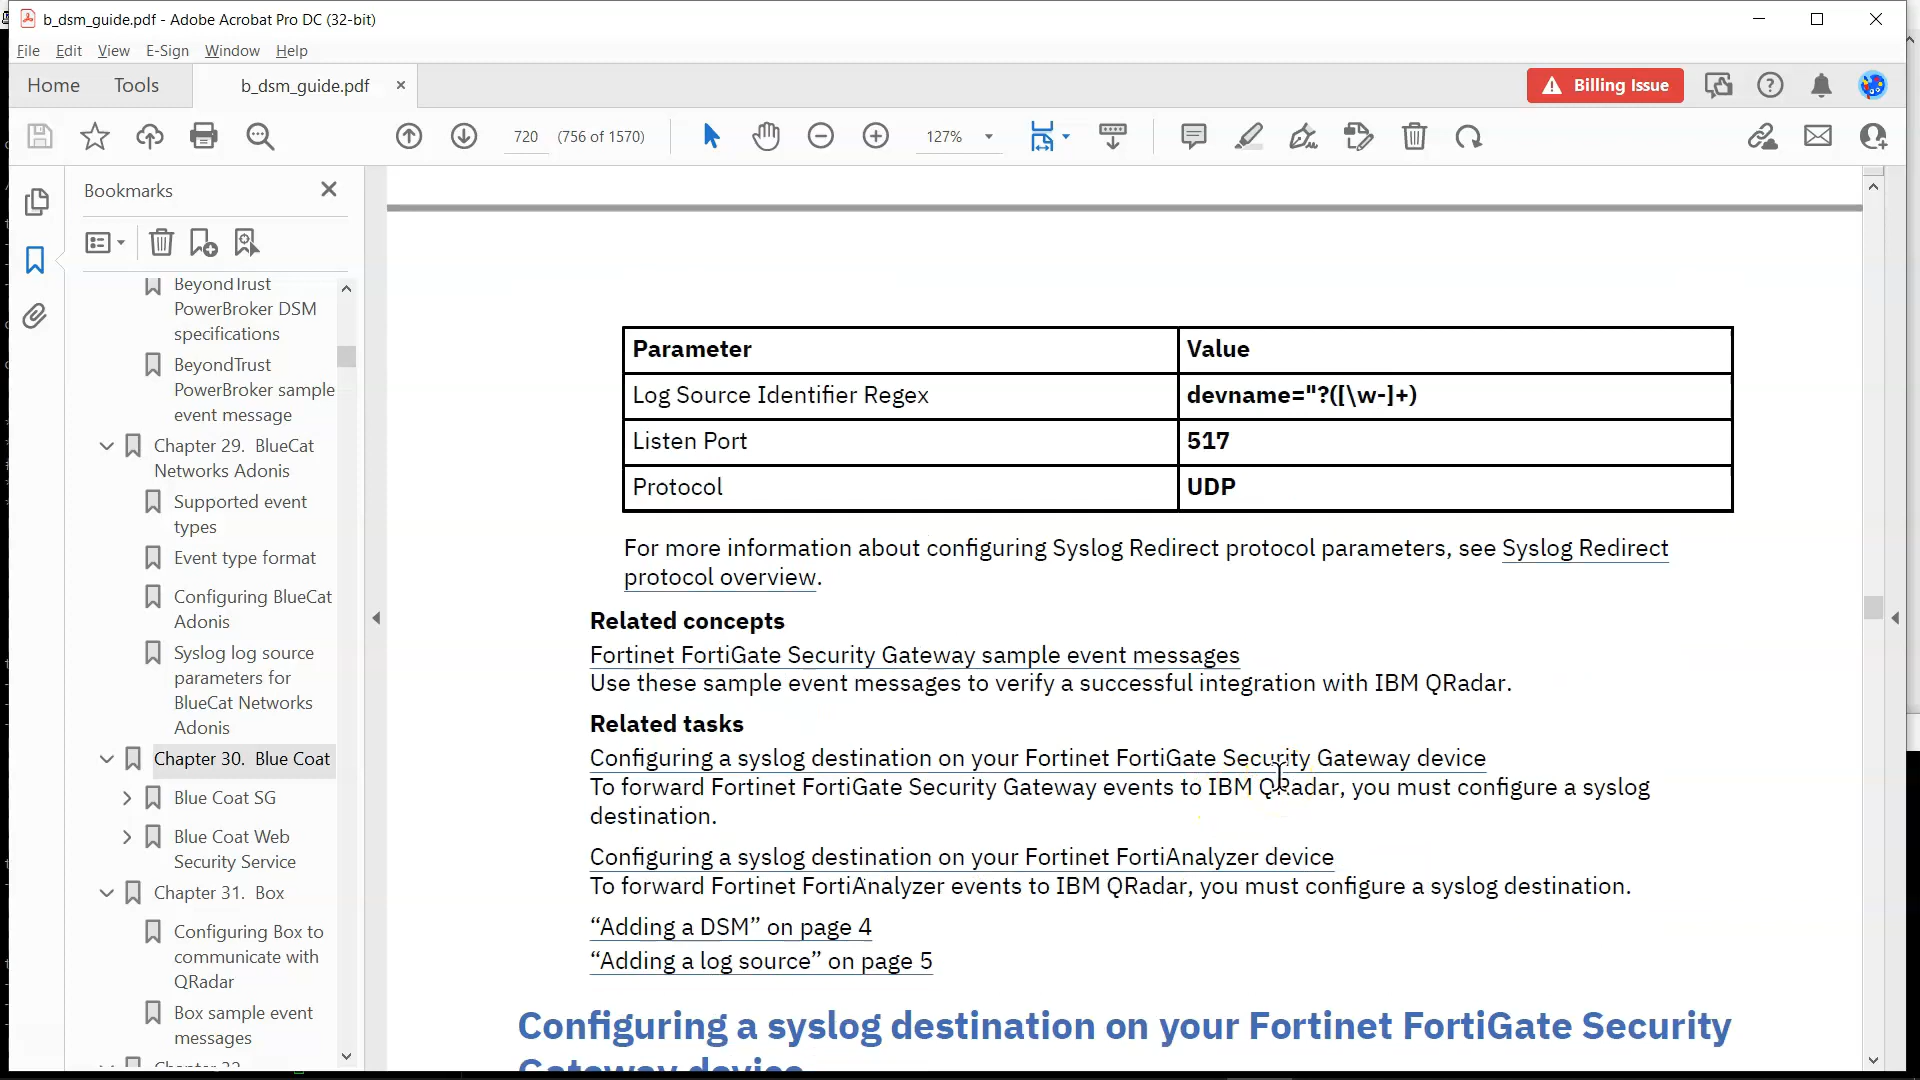 b_dsm_guide.pdf - Adobe Acrobat Pro DC (32-bit)
File Edit View E-Sign Window Help
Home Tools b_dsm_guide.pdf × Billing Issue
720 (756 of 1570) 127%
Bookmarks
BeyondTrust
PowerBroker DSM
specifications
BeyondTrust
PowerBroker sample
event message
Chapter 29. BlueCat
Networks Adonis
Supported event
types
Event type format
Configuring BlueCat
Adonis
Syslog log source
parameters for
BlueCat Networks
Adonis
Chapter 30. Blue Coat
Blue Coat SG
Blue Coat Web
Security Service
Chapter 31. Box
Configuring Box to
communicate with
QRadar
Box sample event
messages
Parameter Value
Log Source Identifier Regex devname="?([\w-]+)
Listen Port 517
Protocol UDP
For more information about configuring Syslog Redirect protocol parameters, see Syslog Redirect
protocol overview.
Related concepts
Fortinet FortiGate Security Gateway sample event messages
Use these sample event messages to verify a successful integration with IBM QRadar.
Related tasks
Configuring a syslog destination on your Fortinet FortiGate Security Gateway device
To forward Fortinet FortiGate Security Gateway events to IBM QRadar, you must configure a syslog
destination.
Configuring a syslog destination on your Fortinet FortiAnalyzer device
To forward Fortinet FortiAnalyzer events to IBM QRadar, you must configure a syslog destination.
“Adding a DSM” on page 4
“Adding a log source” on page 5
Configuring a syslog destination on your Fortinet FortiGate Security
Gateway device